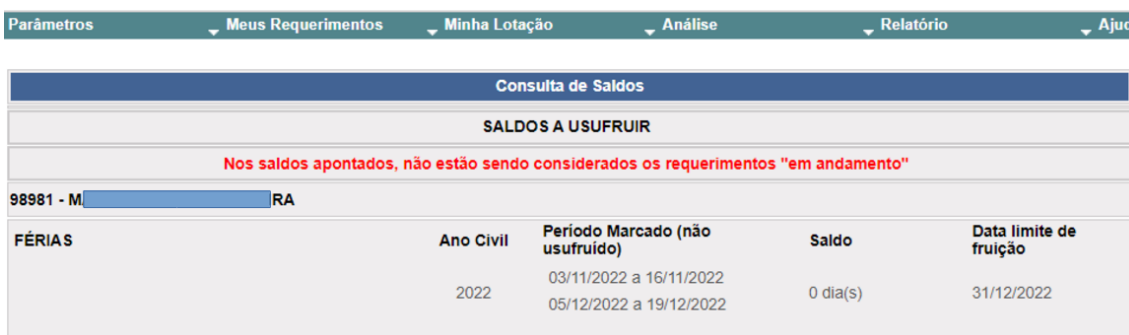 Parâmetros Meus Requerimentos Minha Lotação Análise Relatório
Consulta de Saldos
SALDOS A USUFRUIR
Nos saldos apontados, não estão sendo considerados os requerimentos "em andamento"
98981 - M RA
FÉRIAS Ano Civil Período Marcado (não usufruído) Saldo Data limite de fruição
2022 03/11/2022 a 16/11/2022 0 dia(s) 31/12/2022
05/12/2022 a 19/12/2022